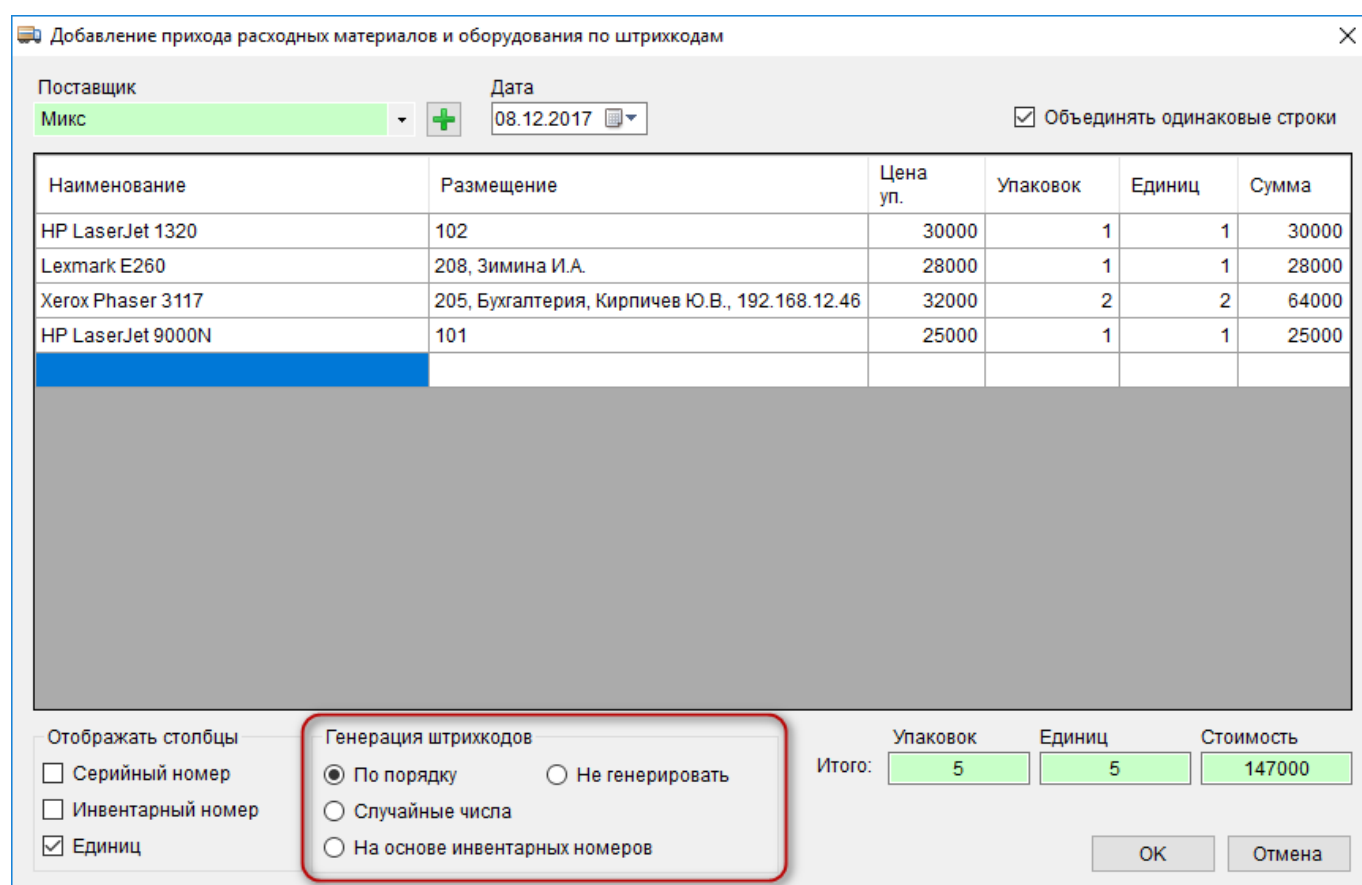 Добавление прихода расходных материалов и оборудования по штрихкодам
Поставщик Дата
Микс 08.12.2017 Объединять одинаковые строки
Наименование Размещение Цена уп. Упаковок Единиц Сумма
HP LaserJet 1320 102 30000 1 1 30000
Lexmark E260 208, Зимина И.А. 28000 1 1 28000
Xerox Phaser 3117 205, Бухгалтерия, Кирпичев Ю.В., 192.168.12.46 32000 2 2 64000
HP LaserJet 9000N 101 25000 1 1 25000
Отображать столбцы Генерация штрихкодов Упаковок Единиц Стоимость
Серийный номер По порядку Не генерировать Итого: 5 5 147000
Инвентарный номер Случайные числа
Единиц На основе инвентарных номеров OK Отмена